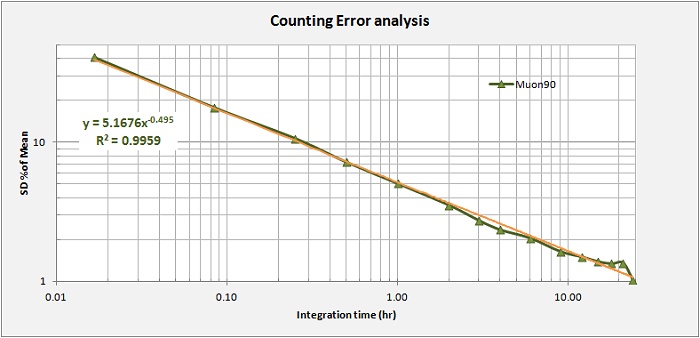 Counting Error analysis
Muon90
y = 5.1676x-0.495
R2 = 0.9959
SD % of Mean
10
1
0.01 0.10 1.00 10.00
Integration time (hr)